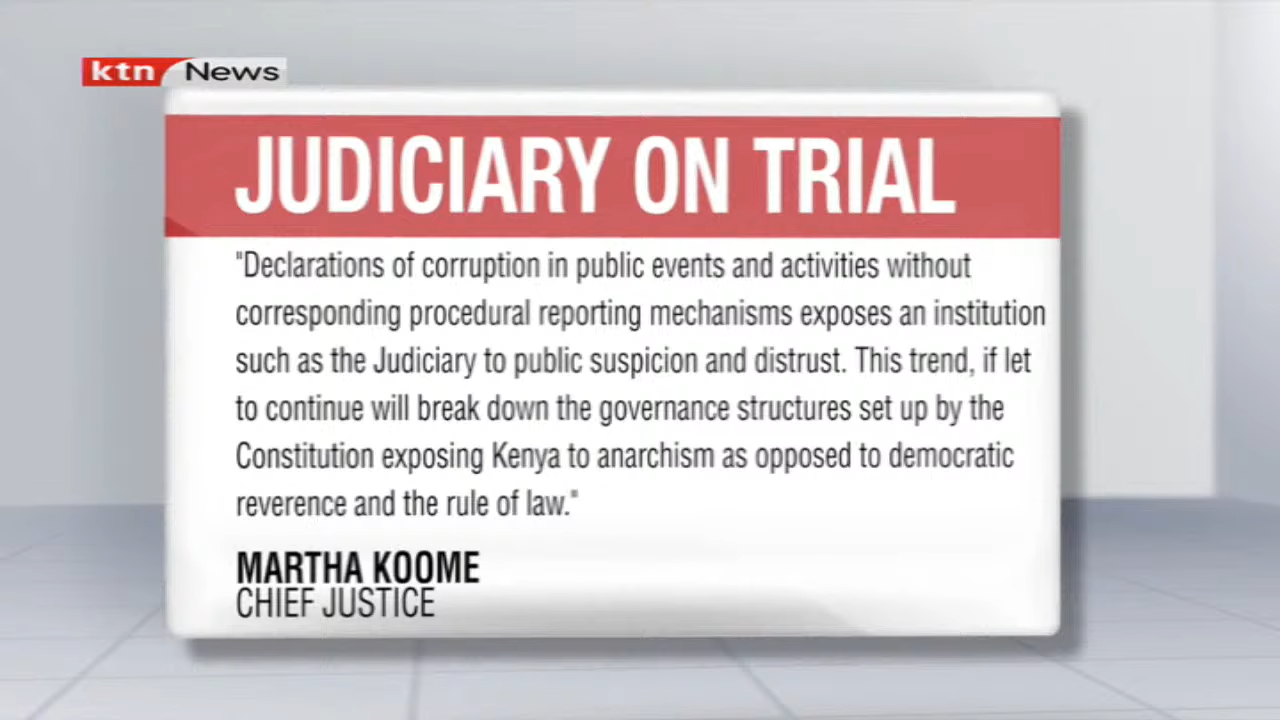 ktn News
JUDICIARY ON TRIAL
"Declarations of corruption in public events and activities without
corresponding procedural reporting mechanisms exposes an institution
such as the Judiciary to public suspicion and distrust. This trend, if let
to continue will break down the governance structures set up by the
Constitution exposing Kenya to anarchism as opposed to democratic
reverence and the rule of law."
MARTHA KOOME
CHIEF JUSTICE